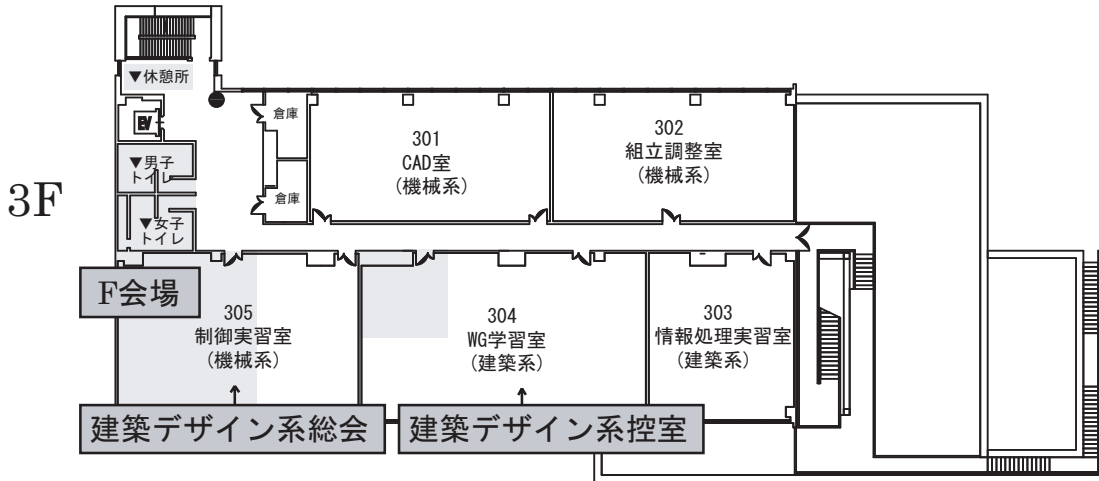 ▼休憩所
EV
▼男子
トイレ
▼女子
トイレ
倉庫
倉庫
301
CAD室
(機械系)
302
組立調整室
(機械系)
3F
F会場
305
制御実習室
(機械系)
304
WG学習室
(建築系)
303
情報処理実習室
(建築系)
建築デザイン系総会
建築デザイン系控室